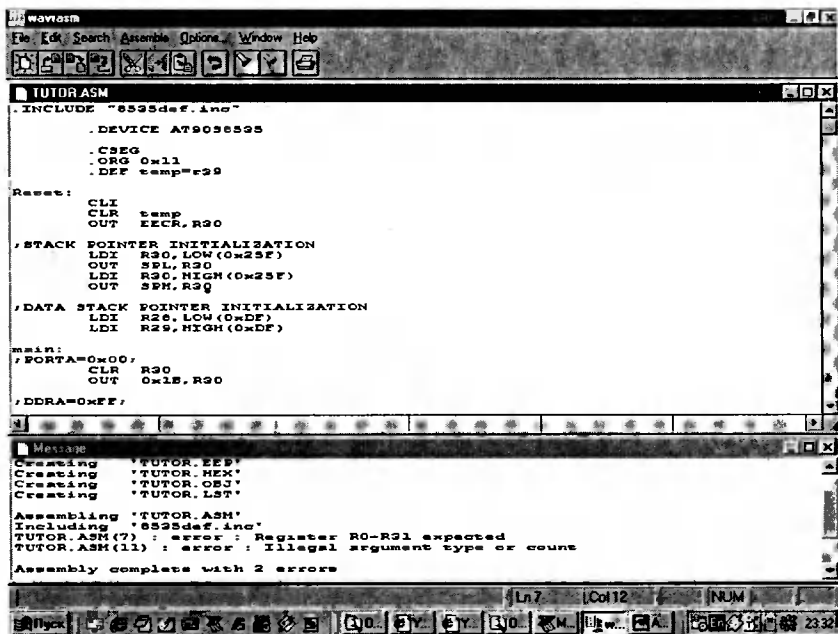 wavrasm
File Edit Search Assemble Options Window Help
TUTOR.ASM
.INCLUDE "8535def.inc"
.DEVICE AT90S8535
.CSEG
.ORG 0x11
.DEF temp=r39
Reset:
CLI
CLR temp
OUT EECR,R30
;STACK POINTER INITIALIZATION
LDI R30,LOW(0x25F)
OUT SPL,R30
LDI R30,HIGH(0x25F)
OUT SPH,R30
;DATA STACK POINTER INITIALIZATION
LDI R28,LOW(0xDF)
LDI R29,HIGH(0xDF)
main:
;PORTA=0x00;
CLR R30
OUT 0x1B,R30
;DDRA=0xFF;
Message
Creating 'TUTOR.EEP'
Creating 'TUTOR.HEX'
Creating 'TUTOR.OBJ'
Creating 'TUTOR.LST'
Assembling 'TUTOR.ASM'
Including '8535def.inc'
TUTOR.ASM(7) : error : Register R0-R31 expected
TUTOR.ASM(11) : error : Illegal argument type or count
Assembly complete with 2 errors
Ln 7 Col 12 NUM
Пуск O... Y... Y... O... M... w... A... 23:32